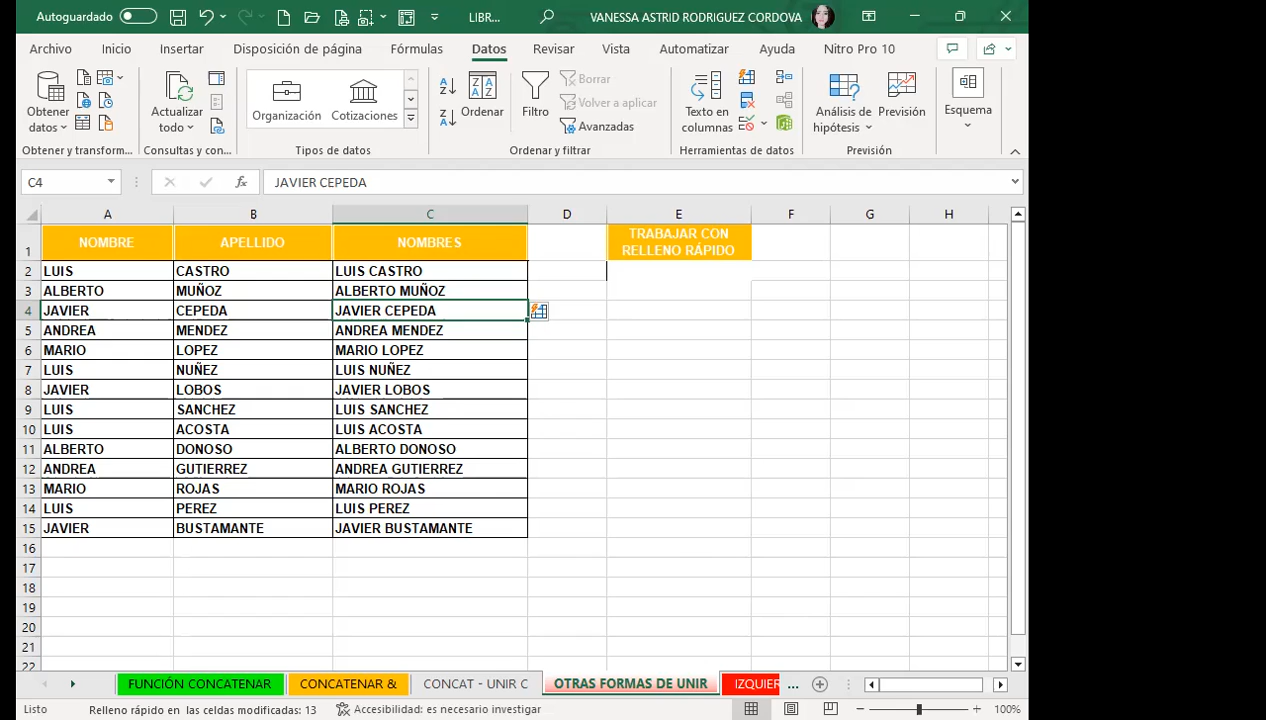 Autoguardado
LIBR...
VANESSA ASTRID RODRIGUEZ CORDOVA
Archivo Inicio Insertar Disposición de página Fórmulas Datos Revisar Vista Automatizar Ayuda Nitro Pro 10
Obtener datos
Actualizar todo
Organización Cotizaciones
Ordenar
Filtro
Borrar
Volver a aplicar
Avanzadas
Texto en columnas
Análisis de hipótesis
Previsión
Esquema
Obtener y transform... Consultas y con... Tipos de datos Ordenar y filtrar Herramientas de datos Previsión
C4 fx JAVIER CEPEDA
A B C D E F G H
1 NOMBRE APELLIDO NOMBRES TRABAJAR CON
RELLENO RÁPIDO
2 LUIS CASTRO LUIS CASTRO
3 ALBERTO MUÑOZ ALBERTO MUÑOZ
4 JAVIER CEPEDA JAVIER CEPEDA
5 ANDREA MENDEZ ANDREA MENDEZ
6 MARIO LOPEZ MARIO LOPEZ
7 LUIS NUÑEZ LUIS NUÑEZ
8 JAVIER LOBOS JAVIER LOBOS
9 LUIS SANCHEZ LUIS SANCHEZ
10 LUIS ACOSTA LUIS ACOSTA
11 ALBERTO DONOSO ALBERTO DONOSO
12 ANDREA GUTIERREZ ANDREA GUTIERREZ
13 MARIO ROJAS MARIO ROJAS
14 LUIS PEREZ LUIS PEREZ
15 JAVIER BUSTAMANTE JAVIER BUSTAMANTE
16
17
18
19
20
21
22
FUNCIÓN CONCATENAR CONCATENAR & CONCAT - UNIR C OTRAS FORMAS DE UNIR IZQUIER ...
Listo Relleno rápido en las celdas modificadas: 13 Accesibilidad: es necesario investigar 100%